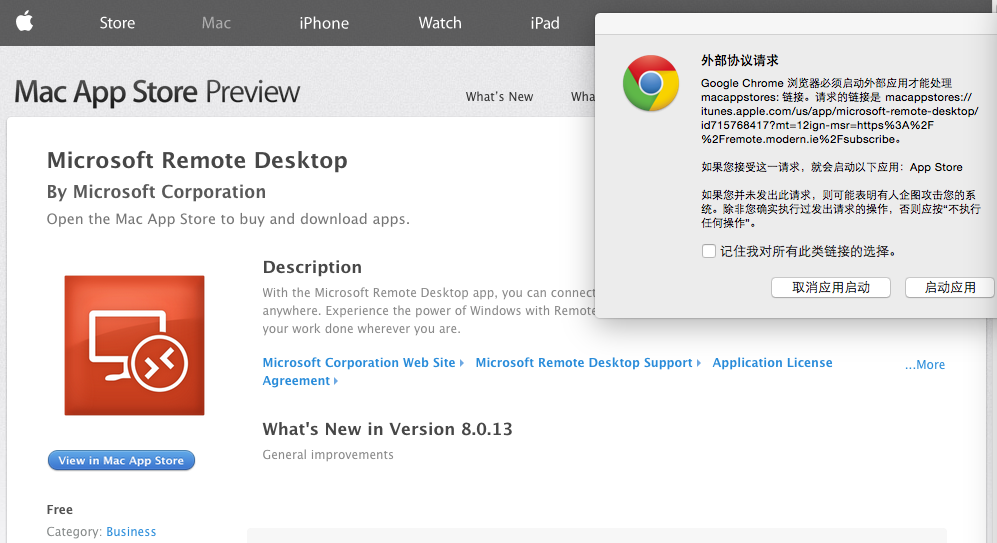 Store
Mac
iPhone
Watch
iPad
Mac App Store Preview
What's New
Wha
Microsoft Remote Desktop
By Microsoft Corporation
Open the Mac App Store to buy and download apps.
Description
With the Microsoft Remote Desktop app, you can connect
anywhere. Experience the power of Windows with Remote
your work done wherever you are.
Microsoft Corporation Web Site
Microsoft Remote Desktop Support
Application License
Agreement
...More
What's New in Version 8.0.13
General improvements
View in Mac App Store
Free
Category: Business
外部协议请求
Google Chrome 浏览器必须启动外部应用才能处理
macappstores: 链接。请求的链接是 macappstores://
itunes.apple.com/us/app/microsoft-remote-desktop/
id715768417?mt=12ign-msr=https%3A%2F
%2Fremote.modern.ie%2Fsubscribe。
如果您接受这一请求，就会启动以下应用：App Store
如果您并未发出此请求，则可能表明有人企图攻击您的系
统。除非您确实执行过发出请求的操作，否则应按“不执行
任何操作”。
记住我对所有此类链接的选择。
取消应用启动
启动应用